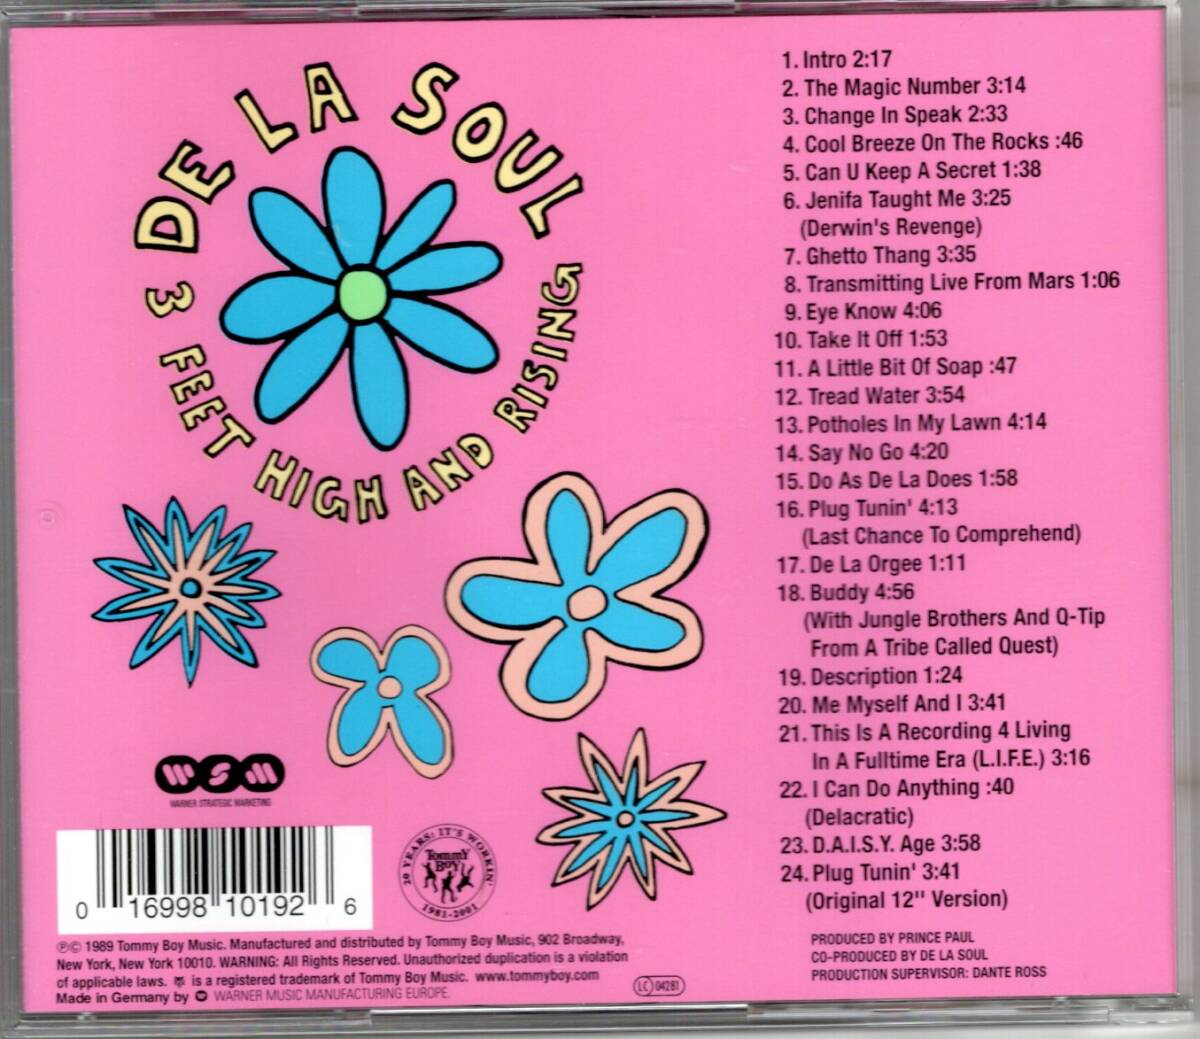 DE LA SOUL
3 FEET HIGH AND RISING
1. Intro 2:17
2. The Magic Number 3:14
3. Change In Speak 2:33
4. Cool Breeze On The Rocks :46
5. Can U Keep A Secret 1:38
6. Jenifa Taught Me 3:25
(Derwin's Revenge)
7. Ghetto Thang 3:35
8. Transmitting Live From Mars 1:06
9. Eye Know 4:06
10. Take It Off 1:53
11. A Little Bit Of Soap :47
12. Tread Water 3:54
13. Potholes In My Lawn 4:14
14. Say No Go 4:20
15. Do As De La Does 1:58
16. Plug Tunin' 4:13
(Last Chance To Comprehend)
17. De La Orgee 1:11
18. Buddy 4:56
(With Jungle Brothers And Q-Tip
From A Tribe Called Quest)
19. Description 1:24
20. Me Myself And I 3:41
21. This Is A Recording 4 Living
In A Fulltime Era (L.I.F.E.) 3:16
22. I Can Do Anything :40
(Delacratic)
23. D.A.I.S.Y. Age 3:58
24. Plug Tunin' 3:41
(Original 12" Version)
PRODUCED BY PRINCE PAUL
CO-PRODUCED BY DE LA SOUL
PRODUCTION SUPERVISOR: DANTE ROSS
WSM
WARNER STRATEGIC MARKETING
0 16998 10192 6
20 YEARS: IT'S WORKIN'
Tommy
Boy
1981-2001
℗© 1989 Tommy Boy Music. Manufactured and distributed by Tommy Boy Music, 902 Broadway,
New York, New York 10010. WARNING: All Rights Reserved. Unauthorized duplication is a violation
of applicable laws. is a registered trademark of Tommy Boy Music. www.tommyboy.com
Made in Germany by WARNER MUSIC MANUFACTURING EUROPE.
LC 04281